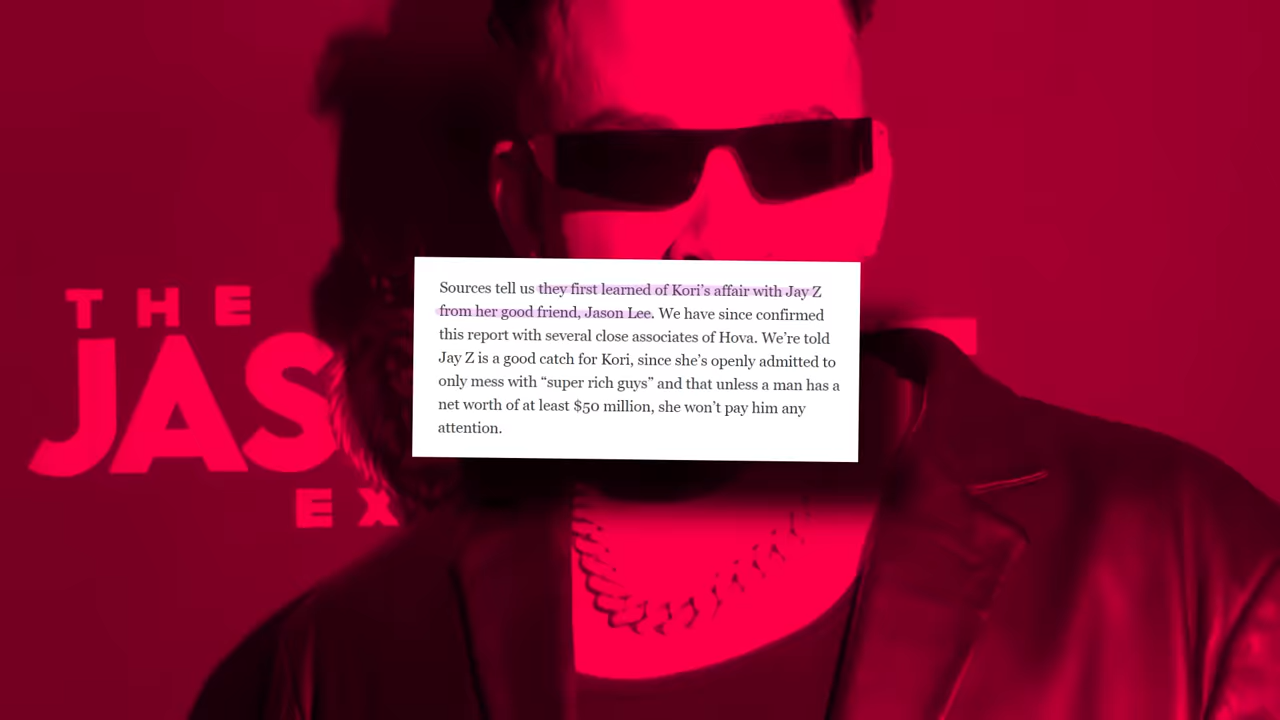 THE
JAS
EX
Sources tell us they first learned of Kori's affair with Jay Z
from her good friend, Jason Lee. We have since confirmed
this report with several close associates of Hova. We're told
Jay Z is a good catch for Kori, since she's openly admitted to
only mess with “super rich guys” and that unless a man has a
net worth of at least $50 million, she won't pay him any
attention.